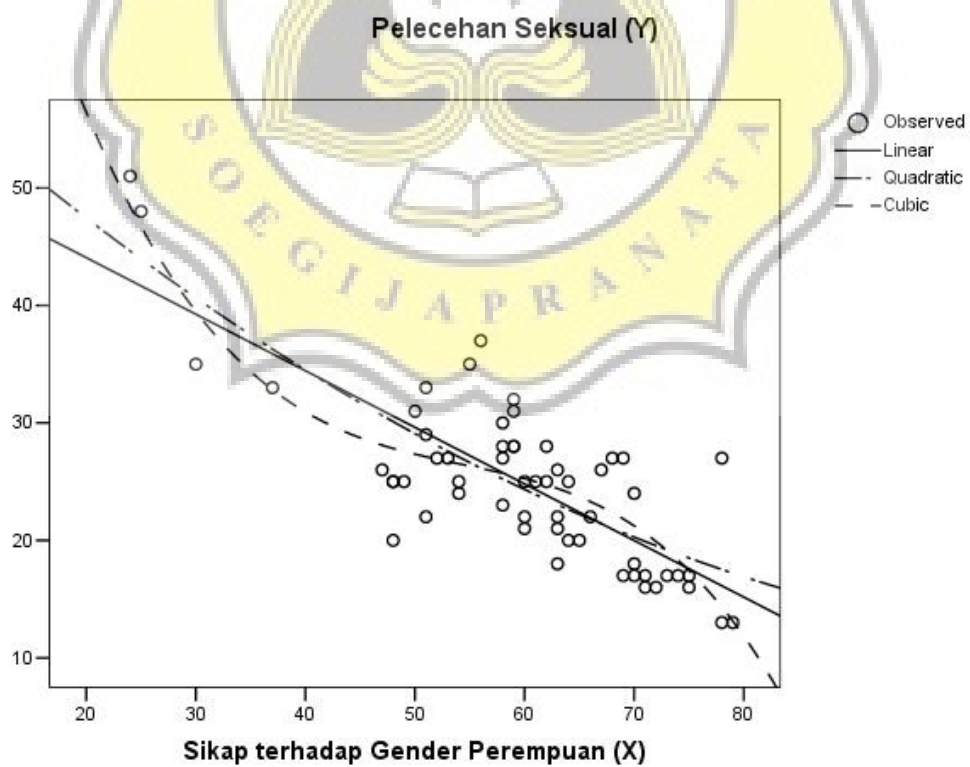 Pelecehan Seksual (Y)
SOEGIJAPRANATA
Observed
Linear
Quadratic
Cubic
50
40
30
20
10
20 30 40 50 60 70 80
Sikap terhadap Gender Perempuan (X)